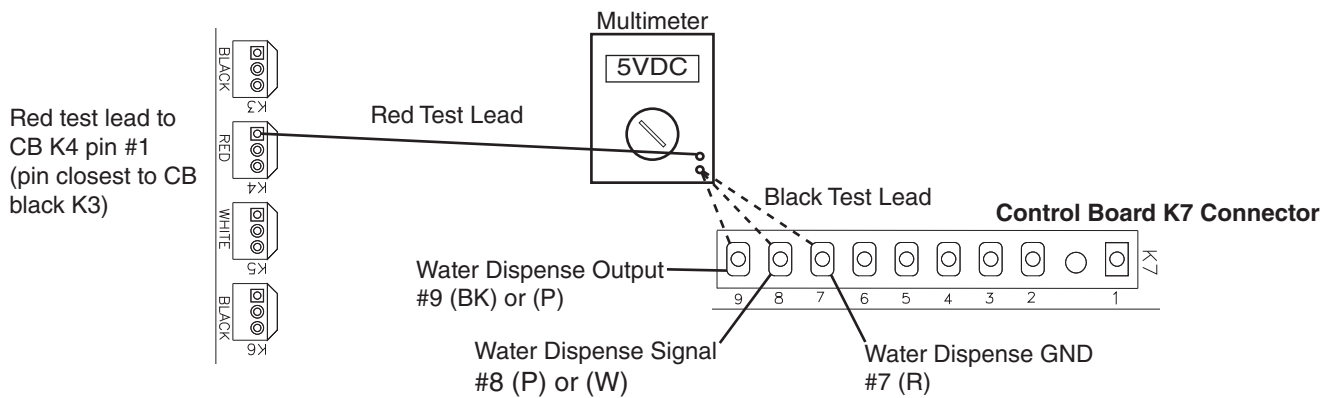 Multimeter
5VDC
BLACK
K3
Red test lead to
CB K4 pin #1
(pin closest to CB
black K3)
Red Test Lead
RED
K4
Black Test Lead
WHITE
K5
Control Board K7 Connector
K7
Water Dispense Output
#9 (BK) or (P)
9 8 7 6 5 4 3 2 1
BLACK
K6
Water Dispense Signal
#8 (P) or (W)
Water Dispense GND
#7 (R)